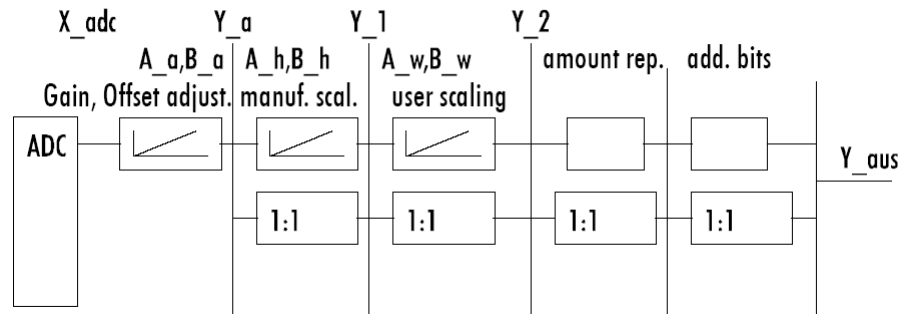 X_adc Y_a Y_1 Y_2
A_a,B_a A_h,B_h A_w,B_w amount rep. add. bits
Gain, Offset adjust. manuf. scal. user scaling
ADC
Y_aus
1:1 1:1 1:1 1:1